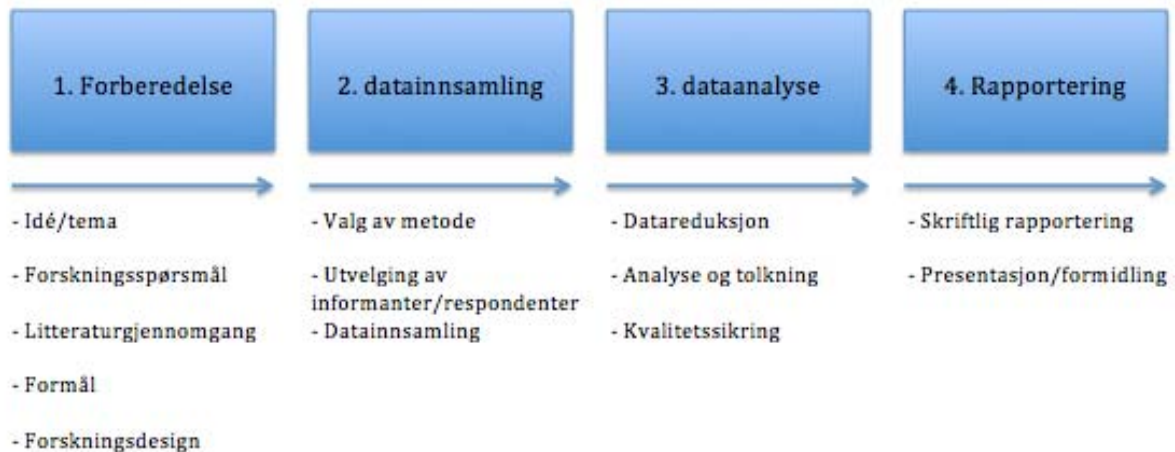 1. Forberedelse
- Idé/tema
- Forskningsspørsmål
- Litteraturgjennomgang
- Formål
- Forskningsdesign
2. datainnsamling
- Valg av metode
- Utvelging av
informanter/respondenter
- Datainnsamling
3. dataanalyse
- Datareduksjon
- Analyse og tolkning
- Kvalitetssikring
4. Rapportering
- Skriftlig rapportering
- Presentasjon/formidling